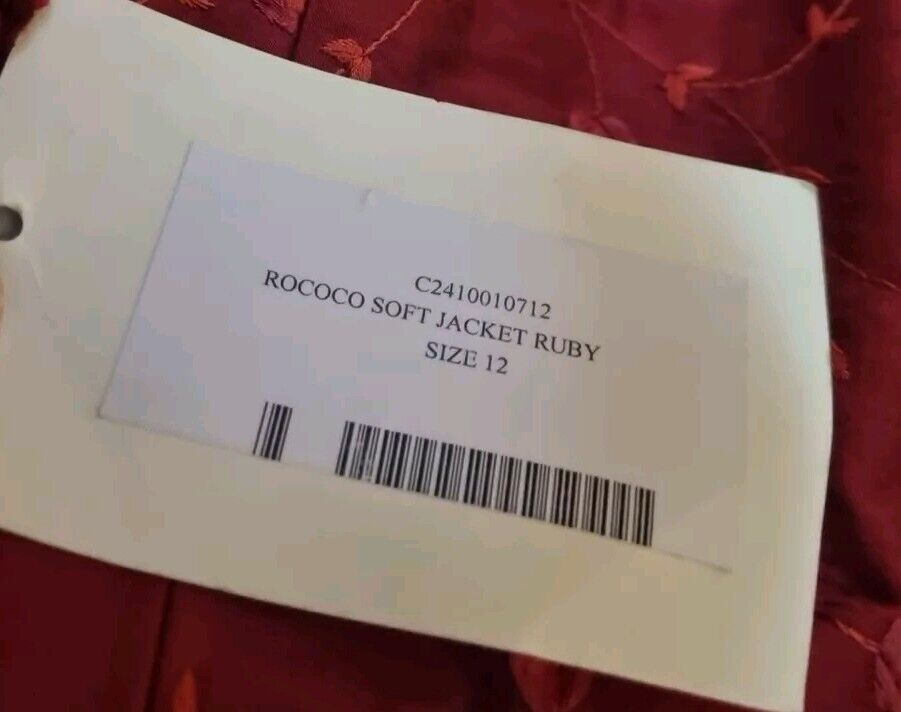 C2410010712
ROCOCO SOFT JACKET RUBY
SIZE 12